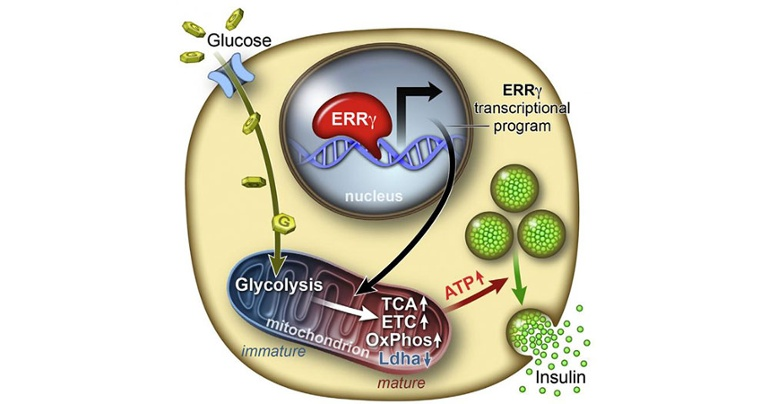 Glucose
ERRγ
transcriptional
program
ERRγ
nucleus
G
Glycolysis
mitochondrion
immature
TCA↑
ETC↑
OxPhos↑
Ldha↓
mature
ATP↑
Insulin